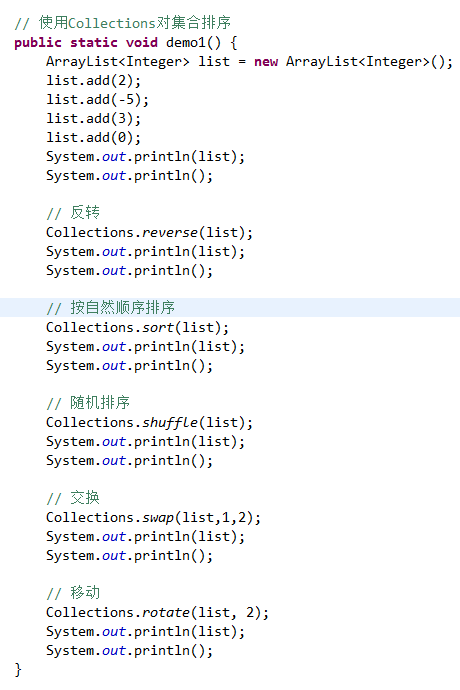 // 使用Collections对集合排序
public static void demo1() {
    ArrayList<Integer> list = new ArrayList<Integer>();
    list.add(2);
    list.add(-5);
    list.add(3);
    list.add(0);
    System.out.println(list);
    System.out.println();

    // 反转
    Collections.reverse(list);
    System.out.println(list);
    System.out.println();

    // 按自然顺序排序
    Collections.sort(list);
    System.out.println(list);
    System.out.println();

    // 随机排序
    Collections.shuffle(list);
    System.out.println(list);
    System.out.println();

    // 交换
    Collections.swap(list,1,2);
    System.out.println(list);
    System.out.println();

    // 移动
    Collections.rotate(list, 2);
    System.out.println(list);
    System.out.println();
}